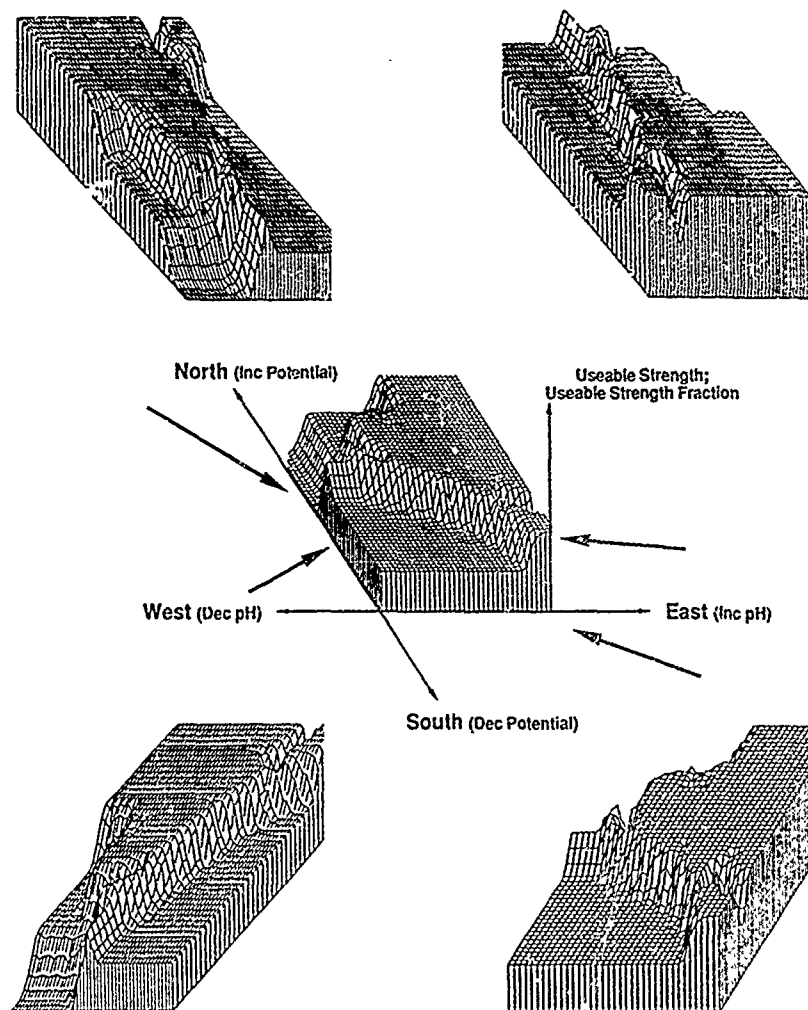 North (Inc Potential)
Useable Strength;
Useable Strength Fraction
West (Dec pH)
East (Inc pH)
South (Dec Potential)